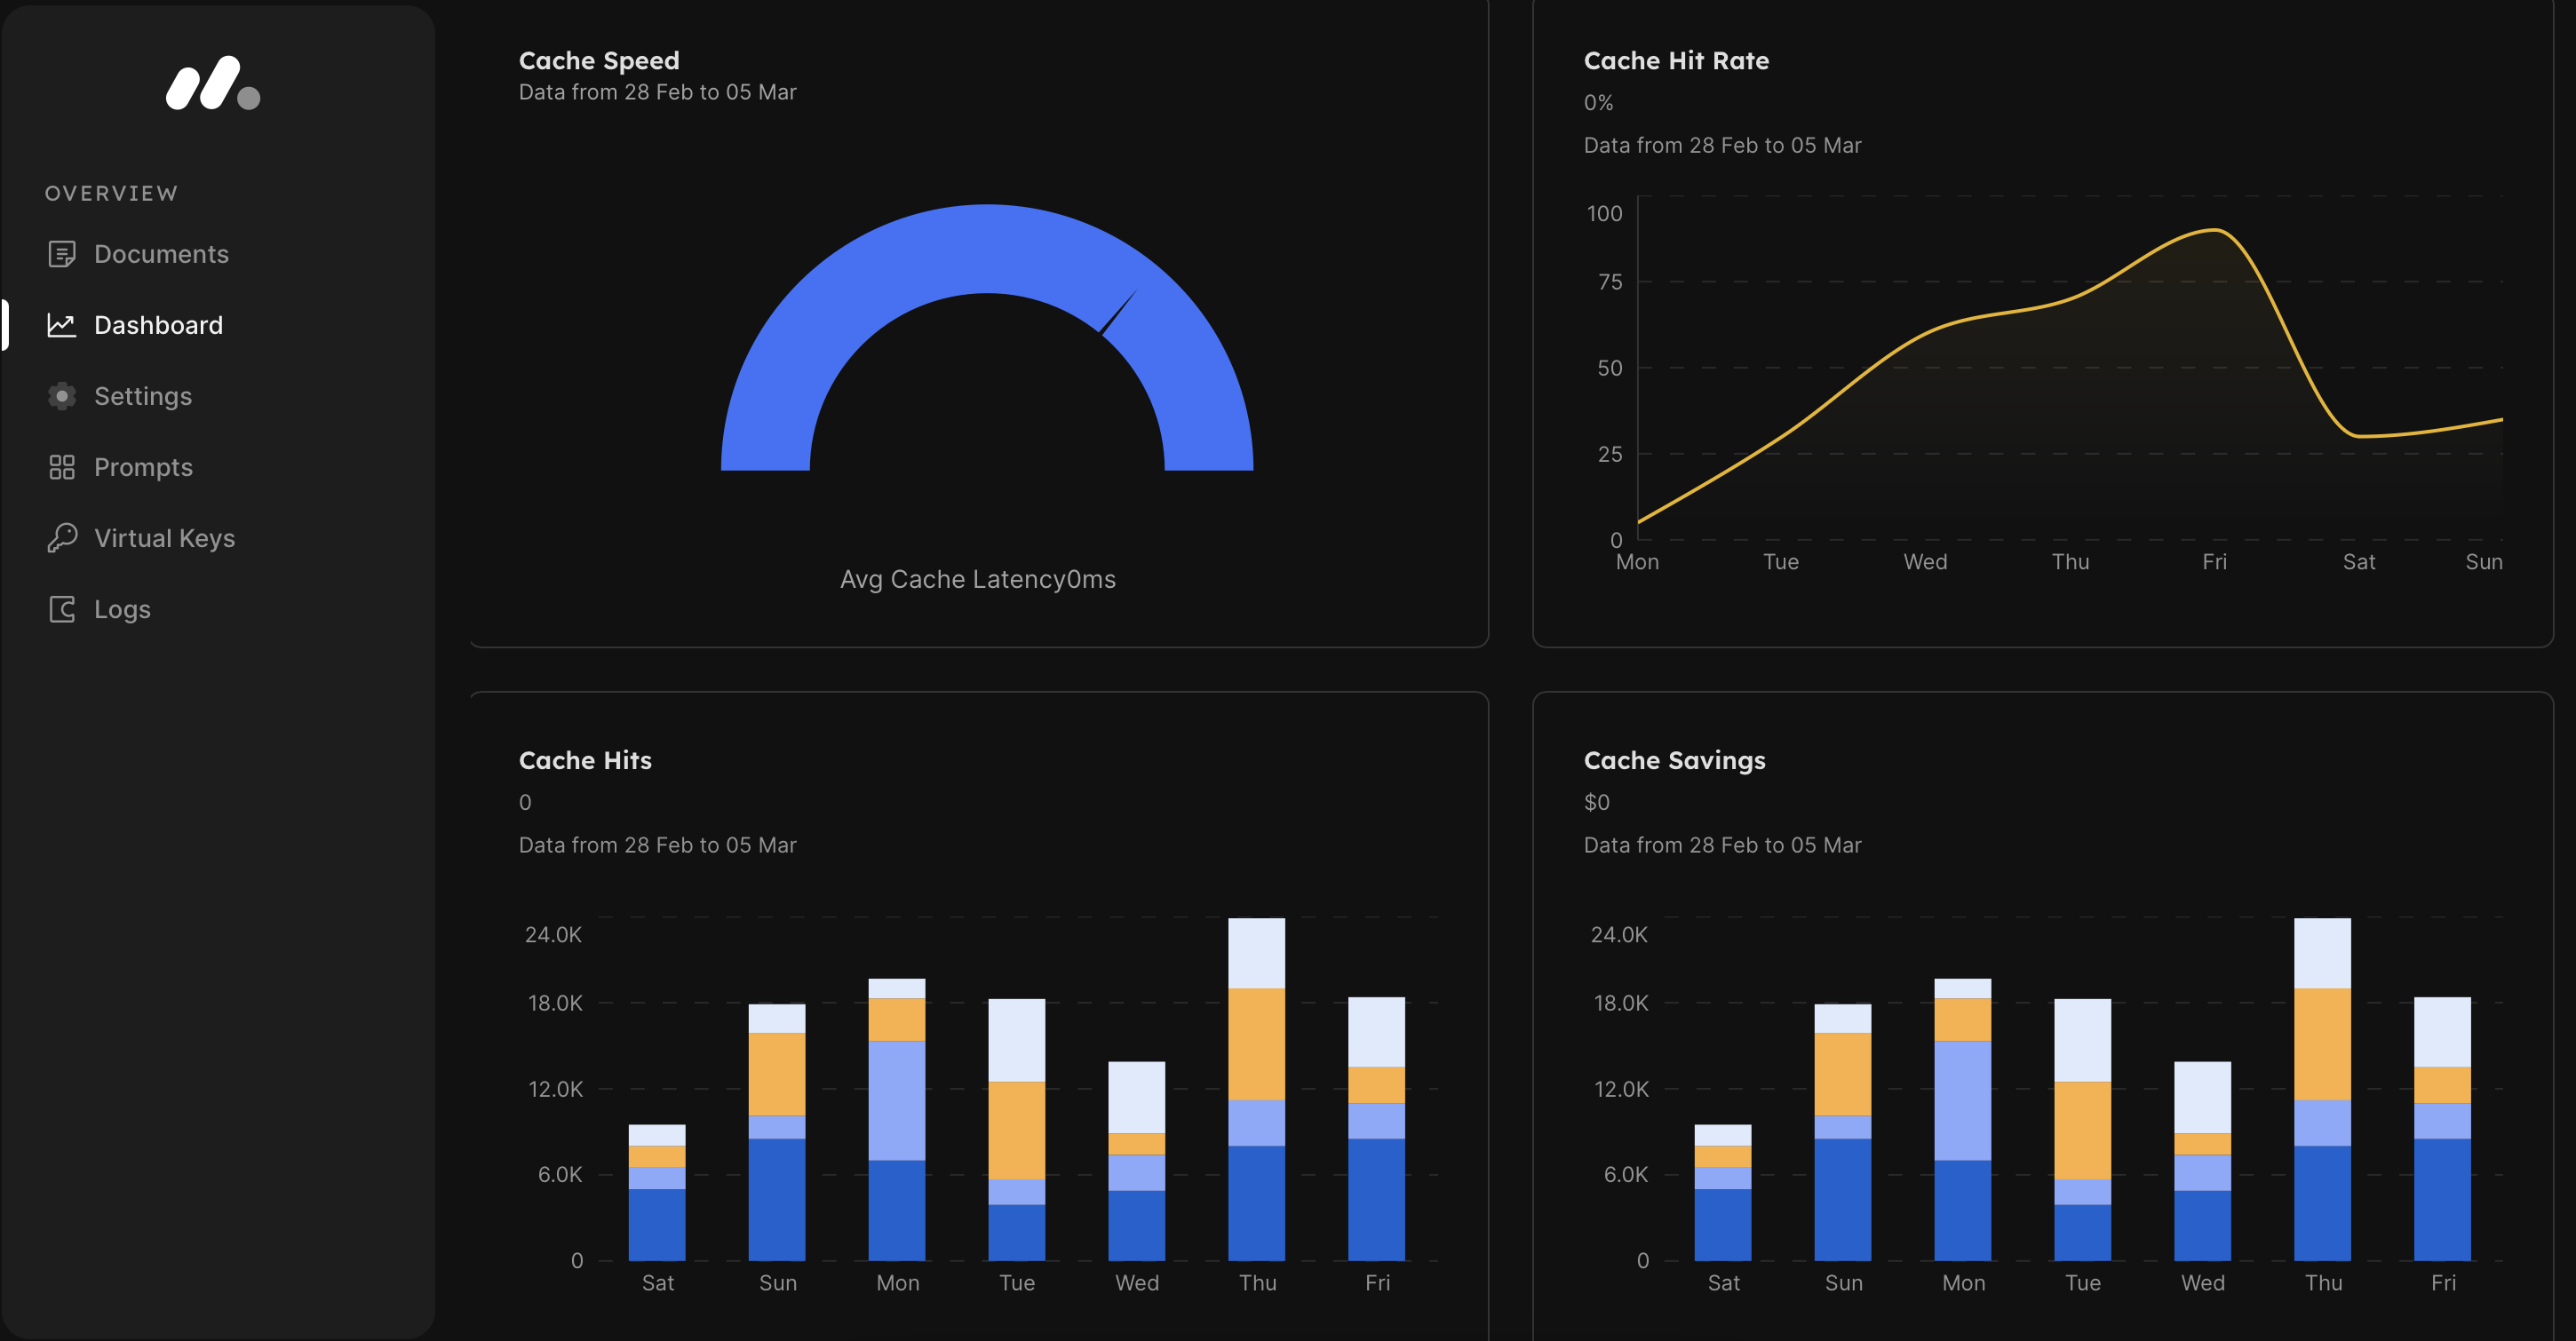 OVERVIEW
Documents
Dashboard
Settings
Prompts
Virtual Keys
Logs
Cache Speed
Data from 28 Feb to 05 Mar
Avg Cache Latency0ms
Cache Hit Rate
0%
Data from 28 Feb to 05 Mar
100
75
50
25
0
Mon Tue Wed Thu Fri Sat Sun
Cache Hits
0
Data from 28 Feb to 05 Mar
24.0K
18.0K
12.0K
6.0K
0
Sat Sun Mon Tue Wed Thu Fri
Cache Savings
$0
Data from 28 Feb to 05 Mar
24.0K
18.0K
12.0K
6.0K
0
Sat Sun Mon Tue Wed Thu Fri